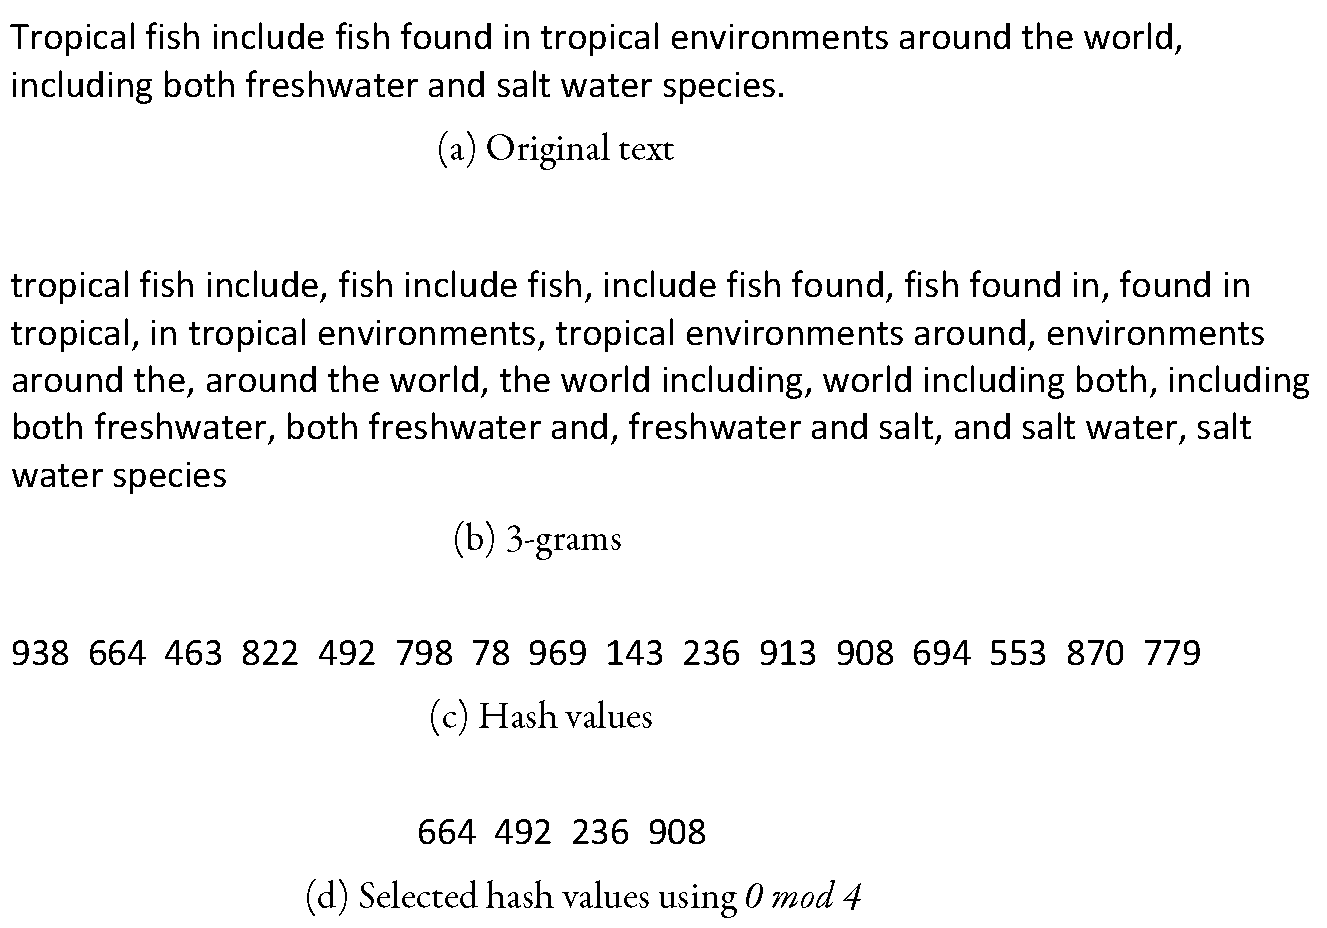 Tropical fish include fish found in tropical environments around the world,
including both freshwater and salt water species.
(a) Original text
tropical fish include, fish include fish, include fish found, fish found in, found in
tropical, in tropical environments, tropical environments around, environments
around the, around the world, the world including, world including both, including
both freshwater, both freshwater and, freshwater and salt, and salt water, salt
water species
(b) 3-grams
938 664 463 822 492 798 78 969 143 236 913 908 694 553 870 779
(c) Hash values
664 492 236 908
(d) Selected hash values using 0 mod 4